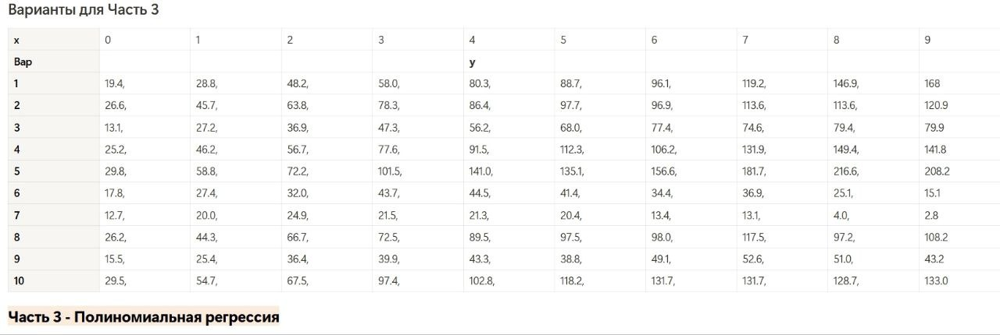 Варианты для Часть 3
x 0 1 2 3 4 5 6 7 8 9
Вар y
1 19.4, 28.8, 48.2, 58.0, 80.3, 88.7, 96.1, 119.2, 146.9, 168
2 26.6, 45.7, 63.8, 78.3, 86.4, 97.7, 96.9, 113.6, 113.6, 120.9
3 13.1, 27.2, 36.9, 47.3, 56.2, 68.0, 77.4, 74.6, 79.4, 79.9
4 25.2, 46.2, 56.7, 77.6, 91.5, 112.3, 106.2, 131.9, 149.4, 141.8
5 29.8, 58.8, 72.2, 101.5, 141.0, 135.1, 156.6, 181.7, 216.6, 208.2
6 17.8, 27.4, 32.0, 43.7, 44.5, 41.4, 34.4, 36.9, 25.1, 15.1
7 12.7, 20.0, 24.9, 21.5, 21.3, 20.4, 13.4, 13.1, 4.0, 2.8
8 26.2, 44.3, 66.7, 72.5, 89.5, 97.5, 98.0, 117.5, 97.2, 108.2
9 15.5, 25.4, 36.4, 39.9, 43.3, 38.8, 49.1, 52.6, 51.0, 43.2
10 29.5, 54.7, 67.5, 97.4, 102.8, 118.2, 131.7, 131.7, 128.7, 133.0
Часть 3 - Полиномиальная регрессия